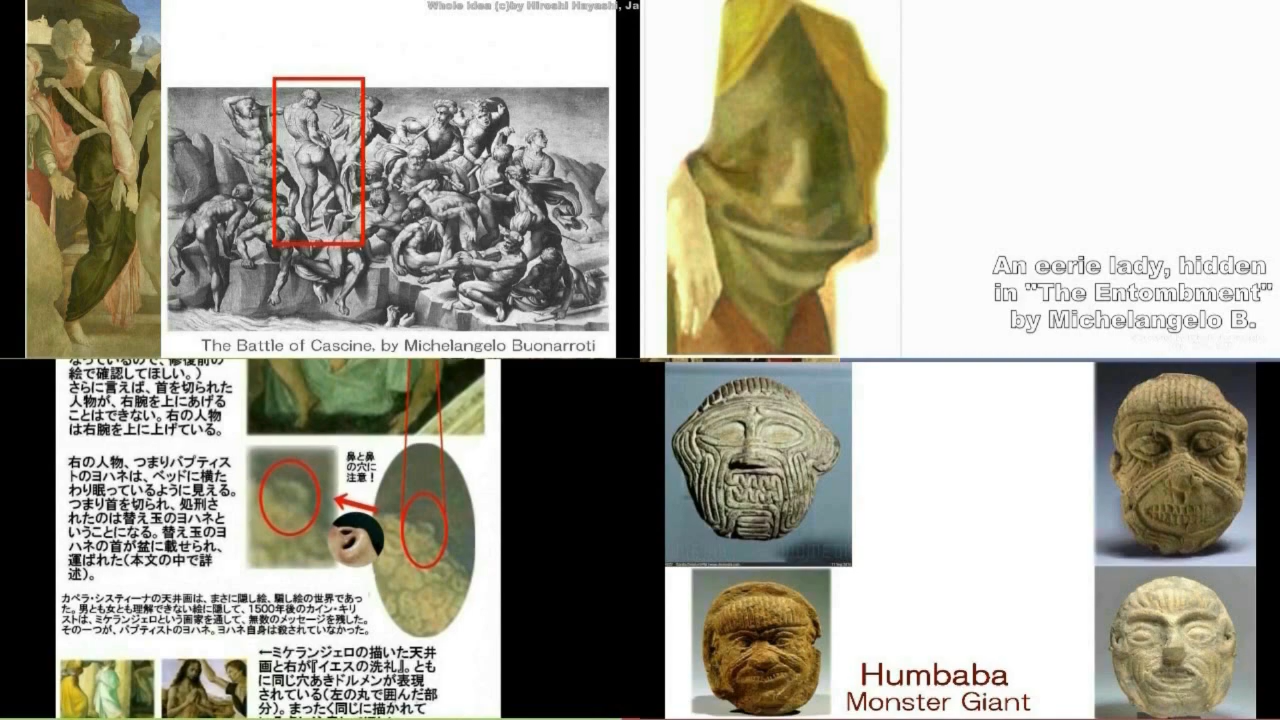 Whole Idea (c)by Hiroshi Hayashi, Ja
The Battle of Cascine, by Michelangelo Buonarroti
An eerie lady, hidden
in "The Entombment"
by Michelangelo B.
絵で確認してほしい。)
さらに言えば、首を切られた
人物が、右腕を上にあげる
ことはできない。右の人物
は右腕を上に上げている。
右の人物、つまりバプティス
トのヨハネは、ベッドに横た
わり眠っているように見える。
つまり首を切られ、処刑さ
れたのは替え玉のヨハネと
いうことになる。替え玉のヨ
ハネの首が盆に載せられ、
運ばれた(本文の中で詳
述)。
鼻と鼻
の穴に
注意!
カペラ・システィーナの天井画は、まさに隠し絵、騙し絵の世界であっ
た。男とも女とも理解できない絵に隠して、1500年後のカイン・キリ
ストは、ミケランジェロという画家を通して、無数のメッセージを残した。
その一つが、バプティストのヨハネ。ヨハネ自身は殺されていなかった。
←ミケランジェロの描いた天井
画と右が『イエスの洗礼』。とも
に同じ穴あきドルメンが表現
されている(左の丸で囲んだ部
分)。まったく同じに描かれて
Humbaba
Monster Giant